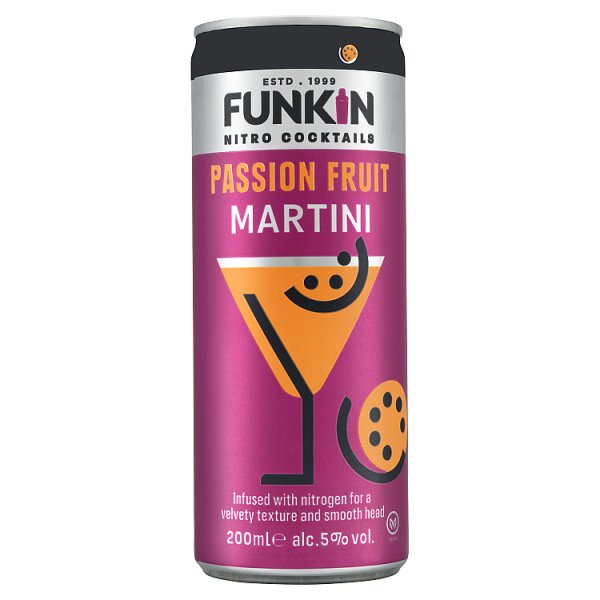 ESTD . 1999
FUNKIN
NITRO COCKTAILS
PASSION FRUIT
MARTINI
Infused with nitrogen for a
velvety texture and smooth head
200ml℮ alc.5% vol.